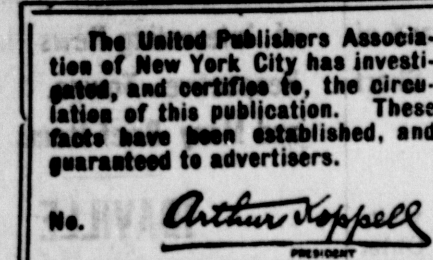 The United Publishers Associa-
tion of New York City has investi-
gated, and certifies to, the circu-
lation of this publication. These
facts have been established, and
guaranteed to advertisers.
No. Arthur Koppell
PRESIDENT